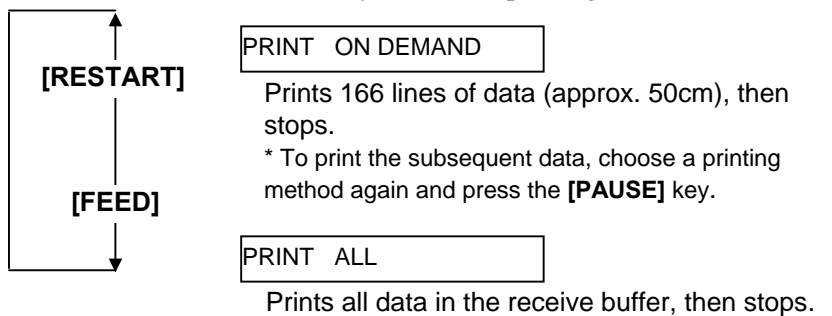 PRINT ON DEMAND
[RESTART]
Prints 166 lines of data (approx. 50cm), then
stops.
* To print the subsequent data, choose a printing
method again and press the [PAUSE] key.
[FEED]
PRINT ALL
Prints all data in the receive buffer, then stops.